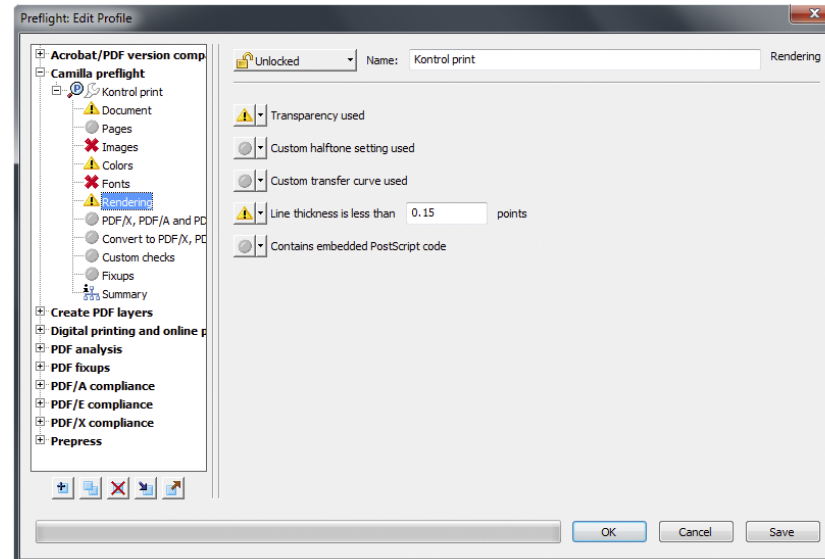 Preflight: Edit Profile
Acrobat/PDF version comp
Camilla preflight
Kontrol print
Document
Pages
Images
Colors
Fonts
Rendering
PDF/X, PDF/A and PD
Convert to PDF/X, PD
Custom checks
Fixups
Summary
Create PDF layers
Digital printing and online p
PDF analysis
PDF fixups
PDF/A compliance
PDF/E compliance
PDF/X compliance
Prepress
Unlocked Name: Kontrol print Rendering
Transparency used
Custom halftone setting used
Custom transfer curve used
Line thickness is less than 0.15 points
Contains embedded PostScript code
OK Cancel Save